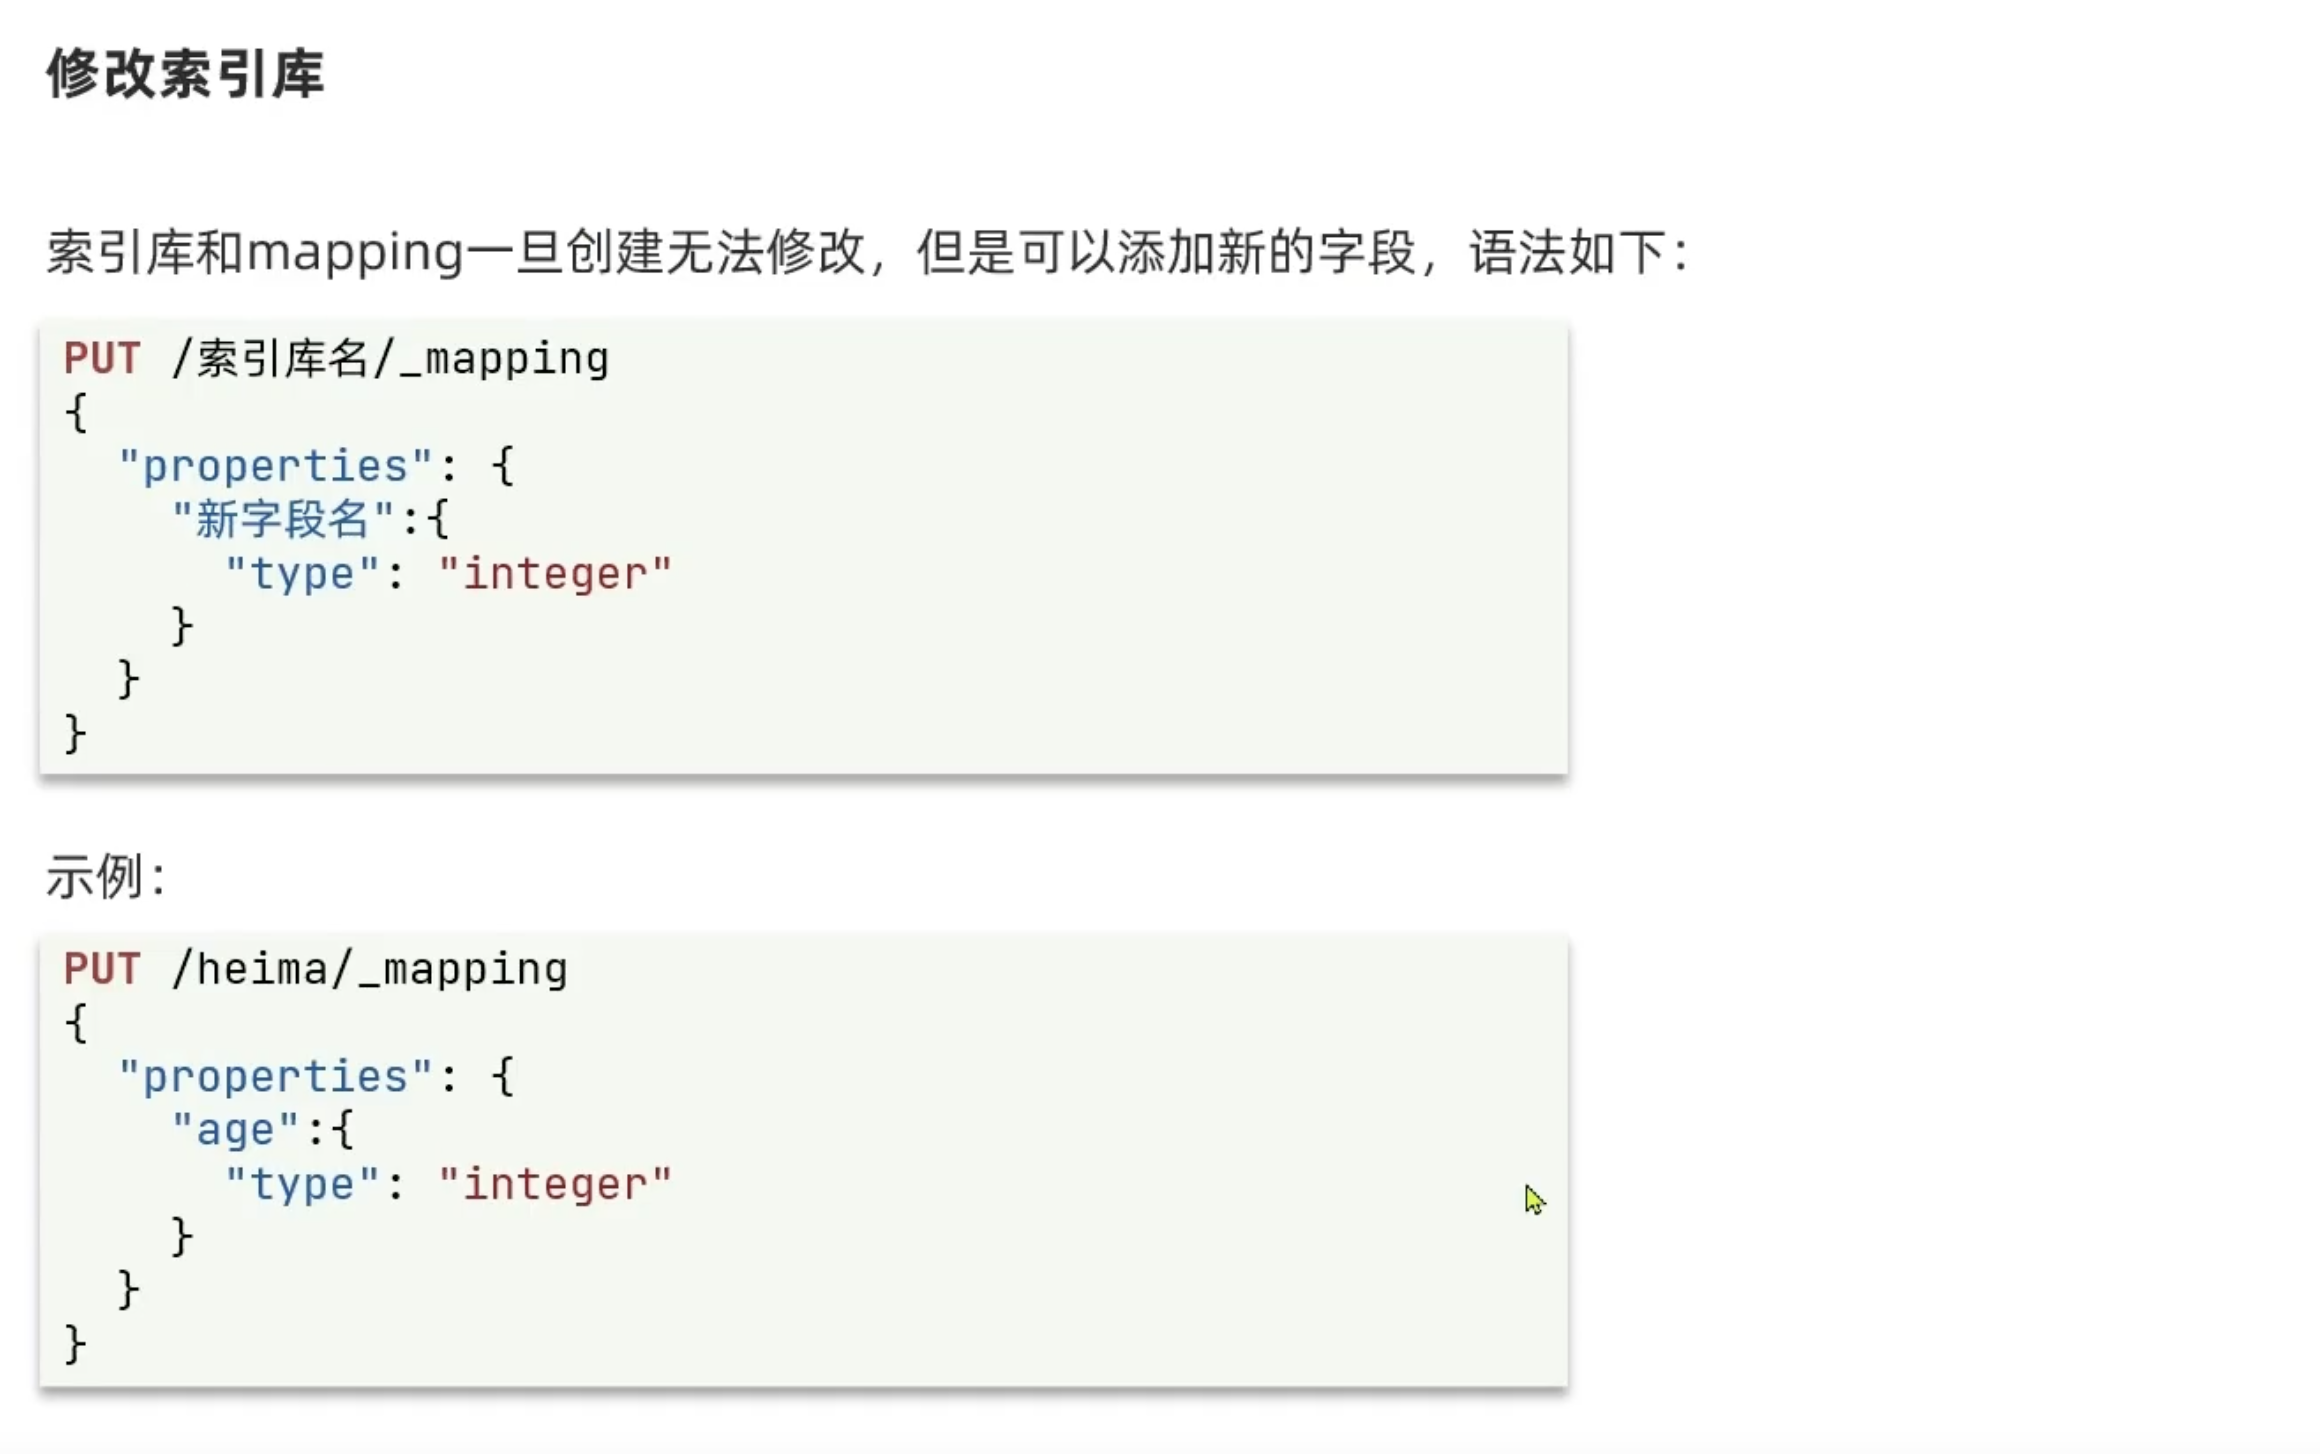 修改索引库
索引库和mapping一旦创建无法修改，但是可以添加新的字段，语法如下：
PUT /索引库名/_mapping
{
  "properties": {
    "新字段名":{
      "type": "integer"
    }
  }
}
示例：
PUT /heima/_mapping
{
  "properties": {
    "age":{
      "type": "integer"
    }
  }
}